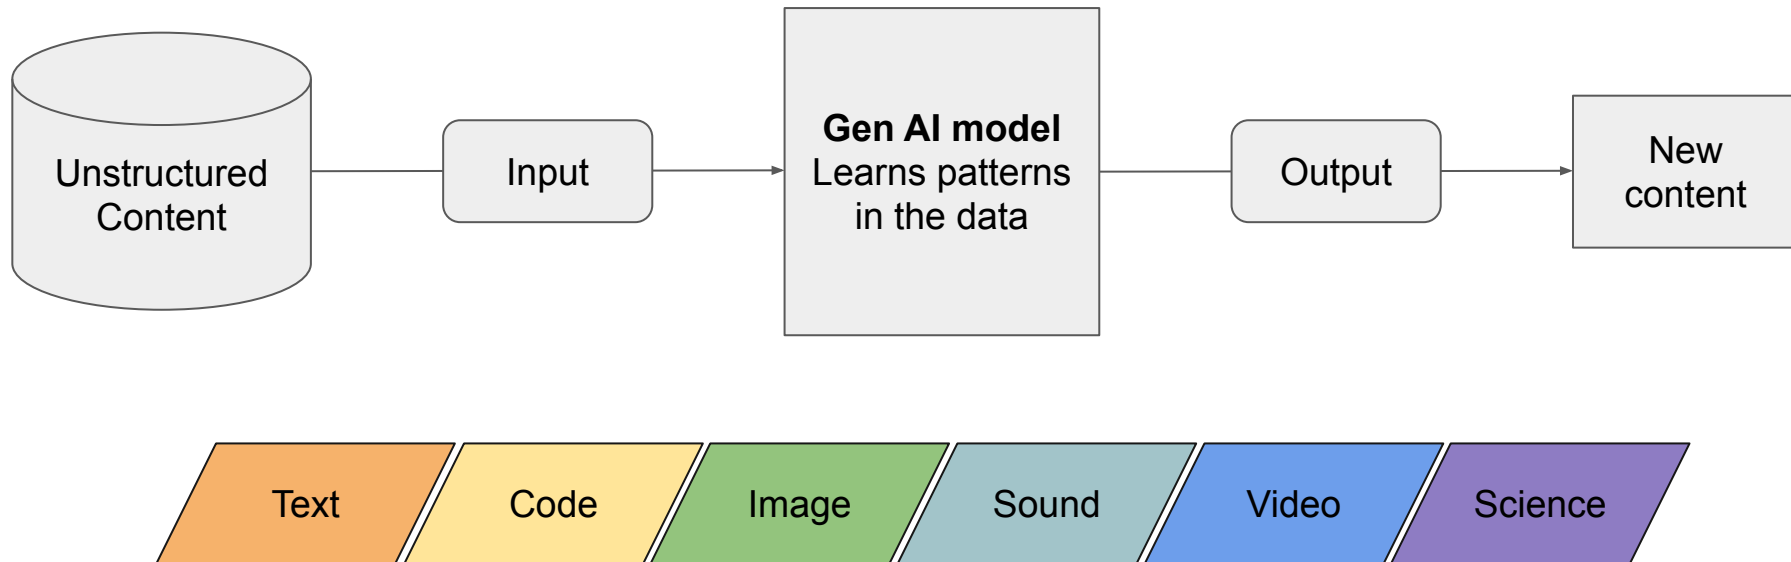 Unstructured
Content
Input
Gen AI model
Learns patterns
in the data
Output
New
content
Text
Code
Image
Sound
Video
Science